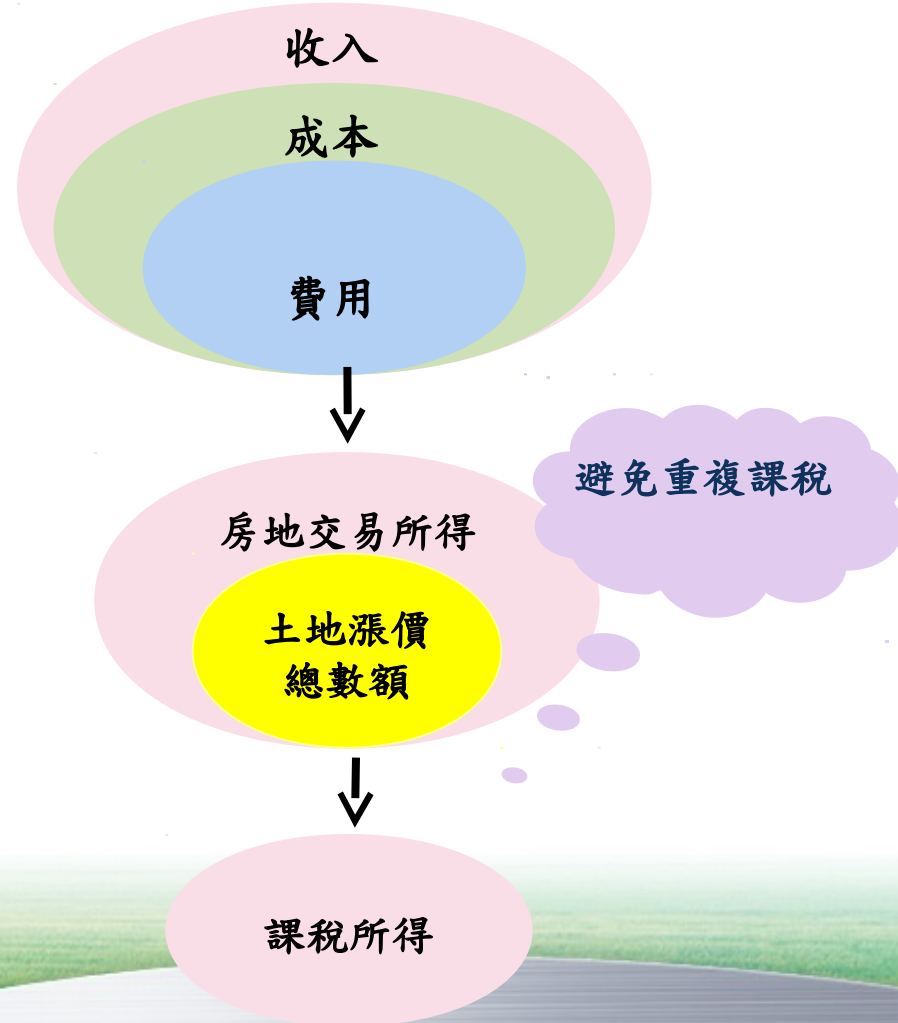 收入
成本
費用
避免重複課稅
房地交易所得
土地漲價
總數額
課稅所得